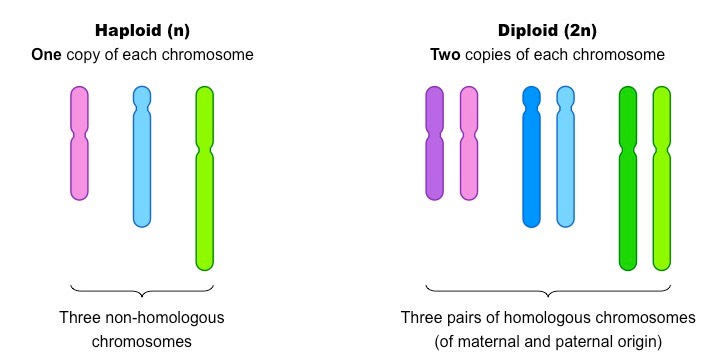 Haploid (n)
One copy of each chromosome
Three non-homologous
chromosomes
Diploid (2n)
Two copies of each chromosome
Three pairs of homologous chromosomes
(of maternal and paternal origin)